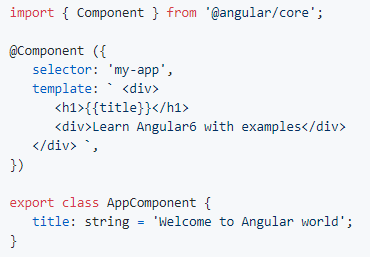 import { Component } from '@angular/core';
@Component ({
selector: 'my-app',
template: ` <div>
<h1>{{title}}</h1>
<div>Learn Angular6 with examples</div>
</div> `,
})
export class AppComponent {
title: string = 'Welcome to Angular world';
}